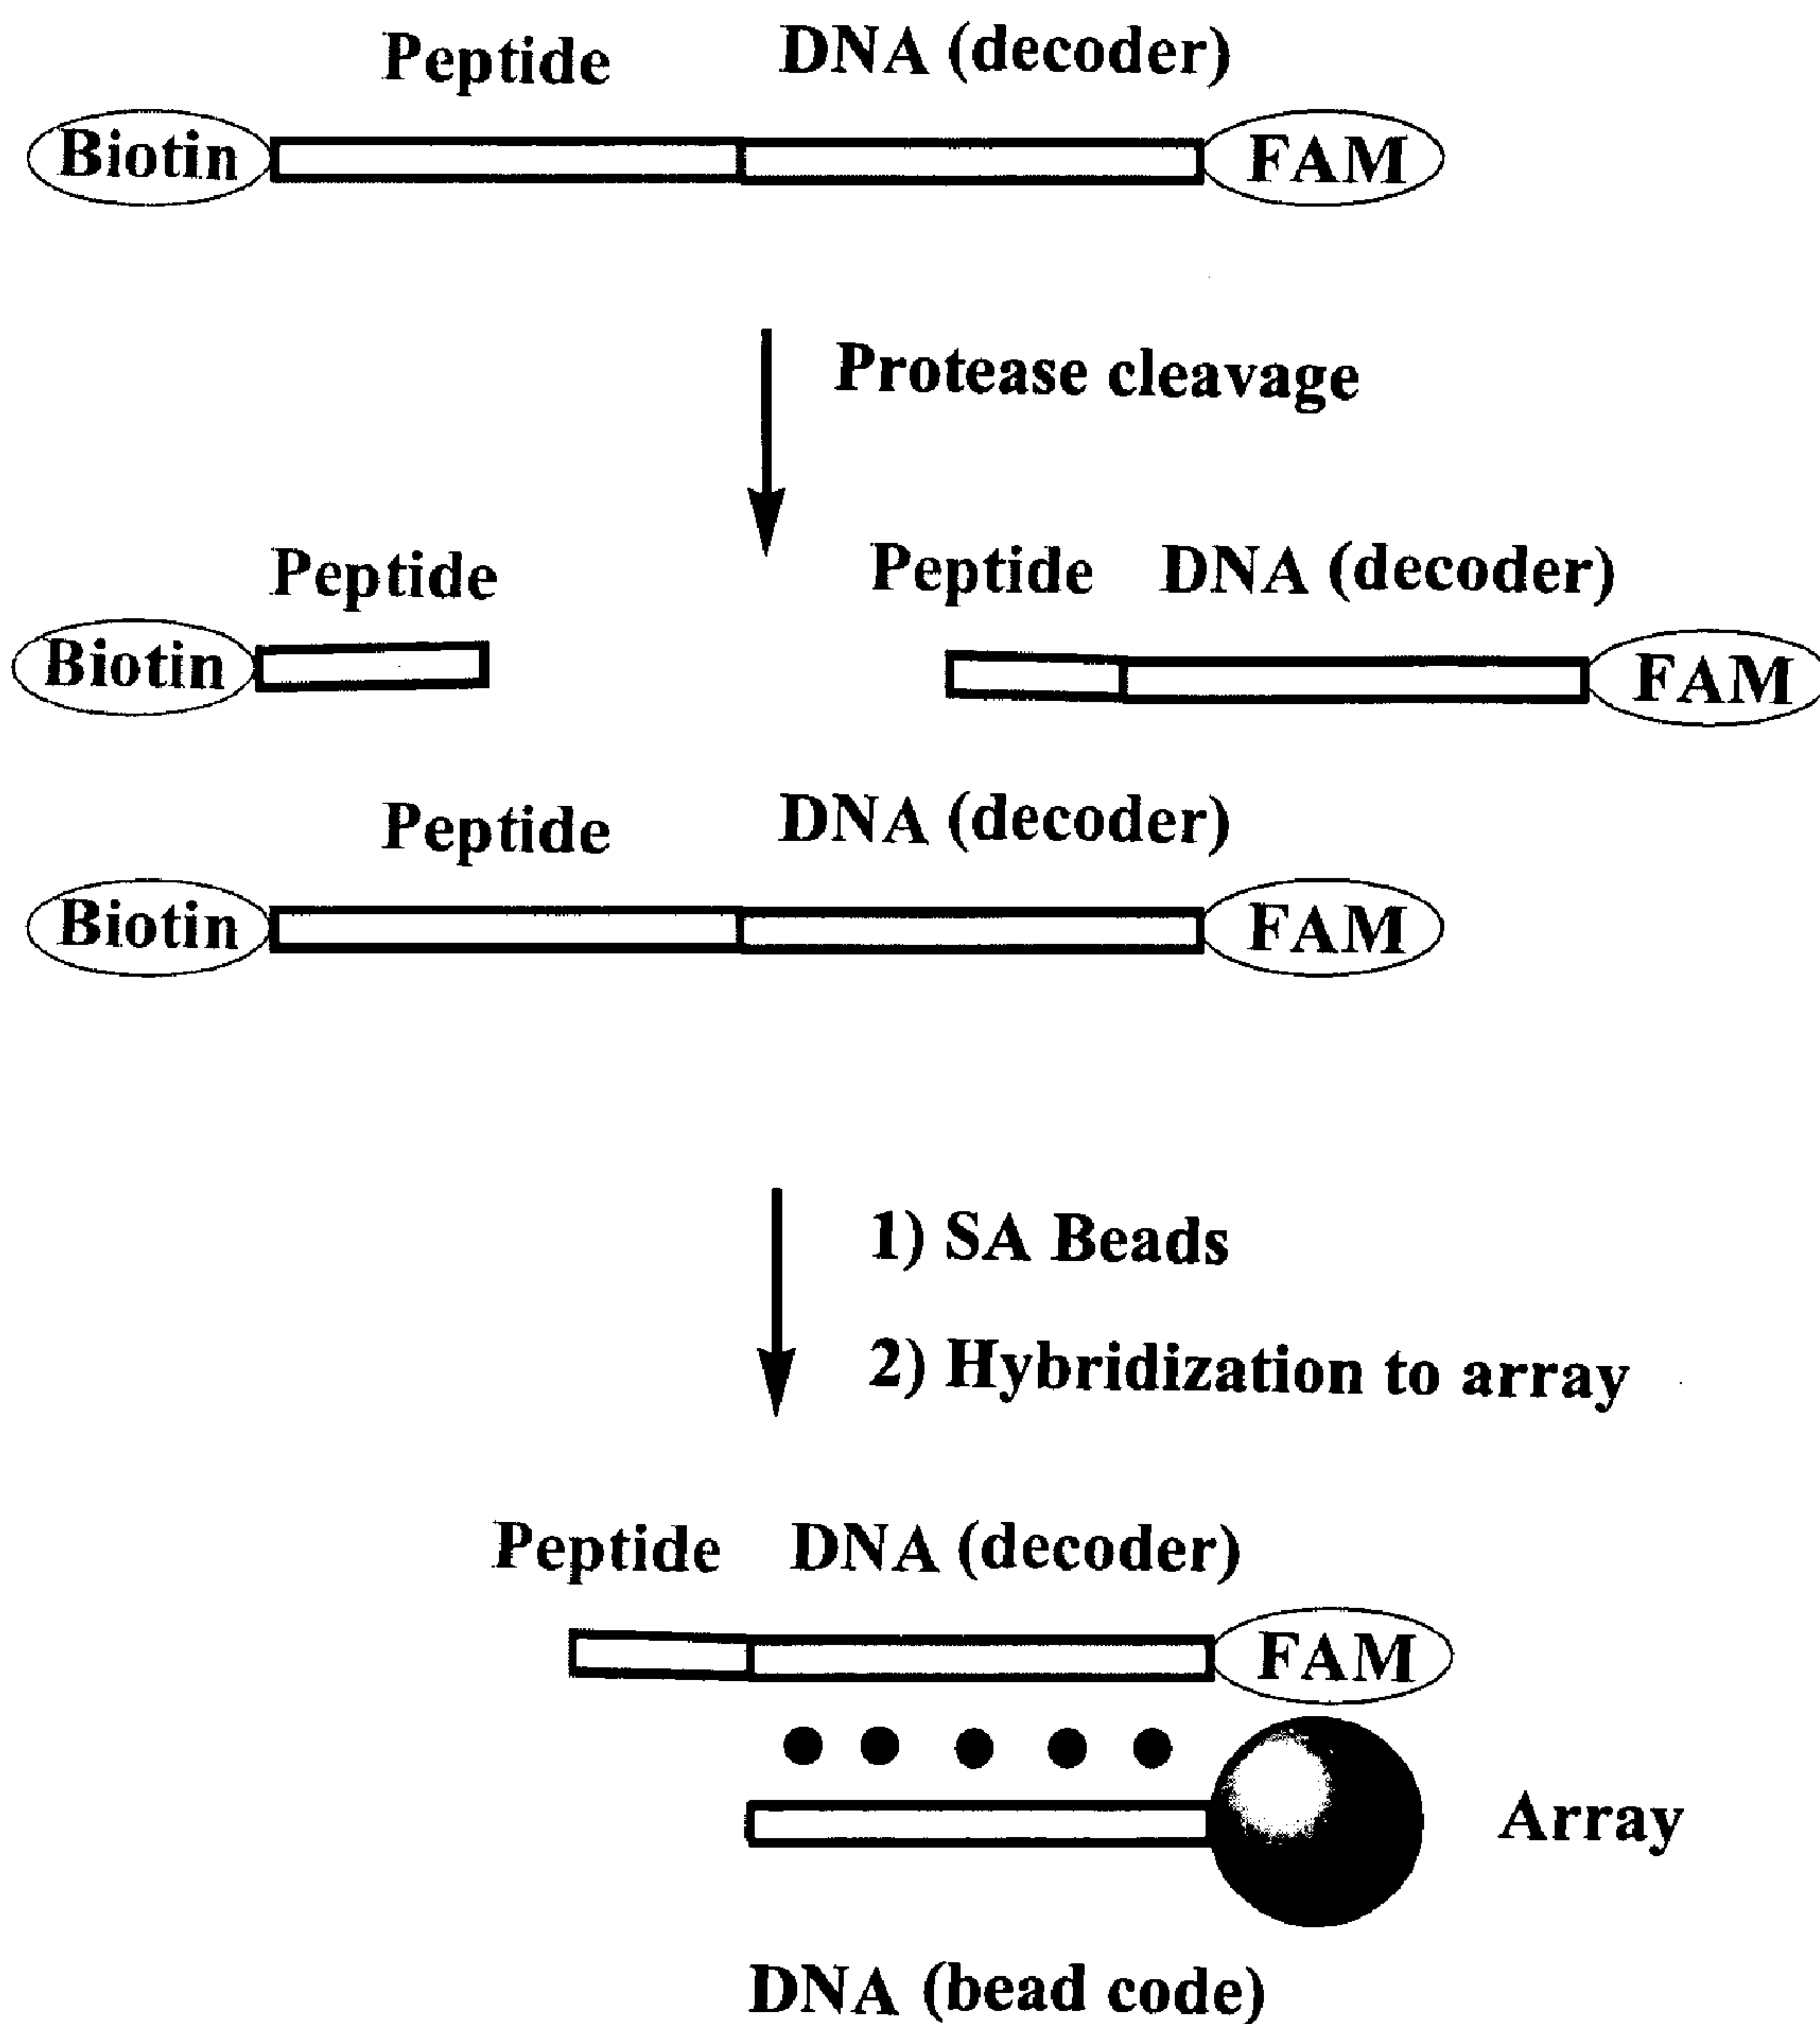 Peptide DNA (decoder)
Biotin FAM
Protease cleavage
Peptide Peptide DNA (decoder)
Biotin FAM
Peptide DNA (decoder)
Biotin FAM
1) SA Beads
2) Hybridization to array
Peptide DNA (decoder)
FAM
Array
DNA (bead code)